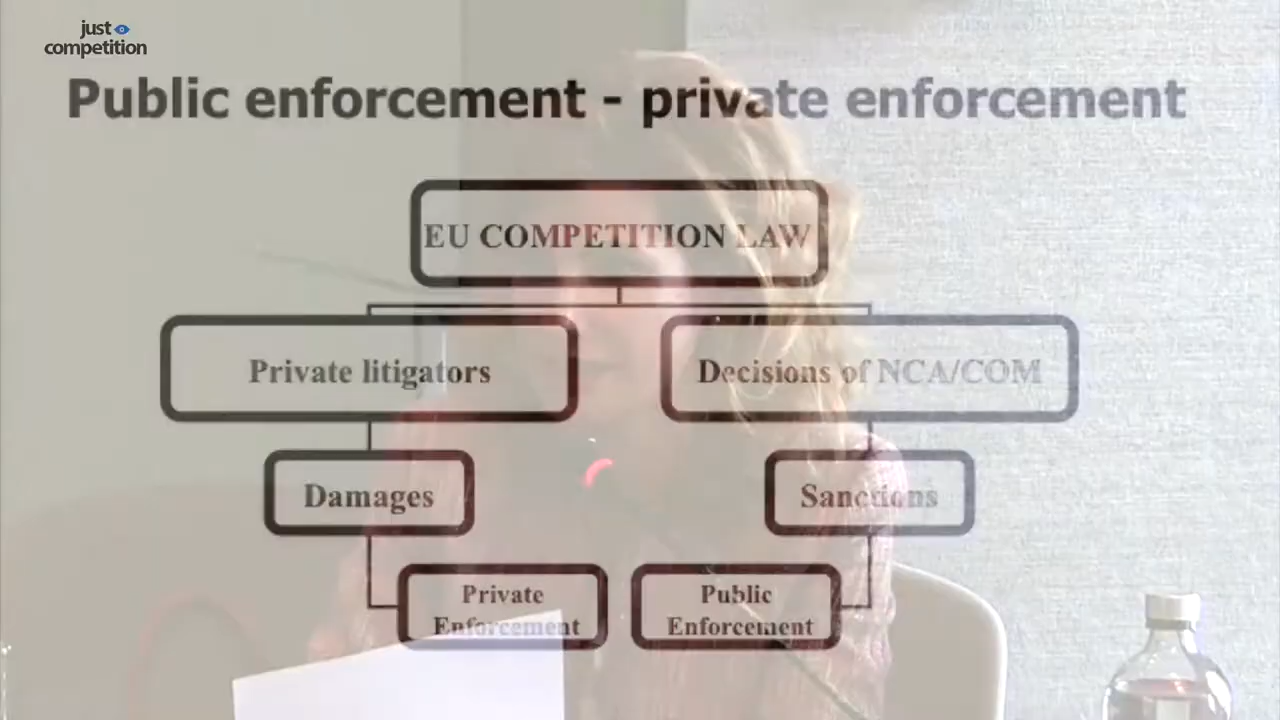 just
competition
Public enforcement - private enforcement
EU COMPETITION LAW
Private litigators
Decisions of NCA/COM
Damages
Sanctions
Private
Enforcement
Public
Enforcement